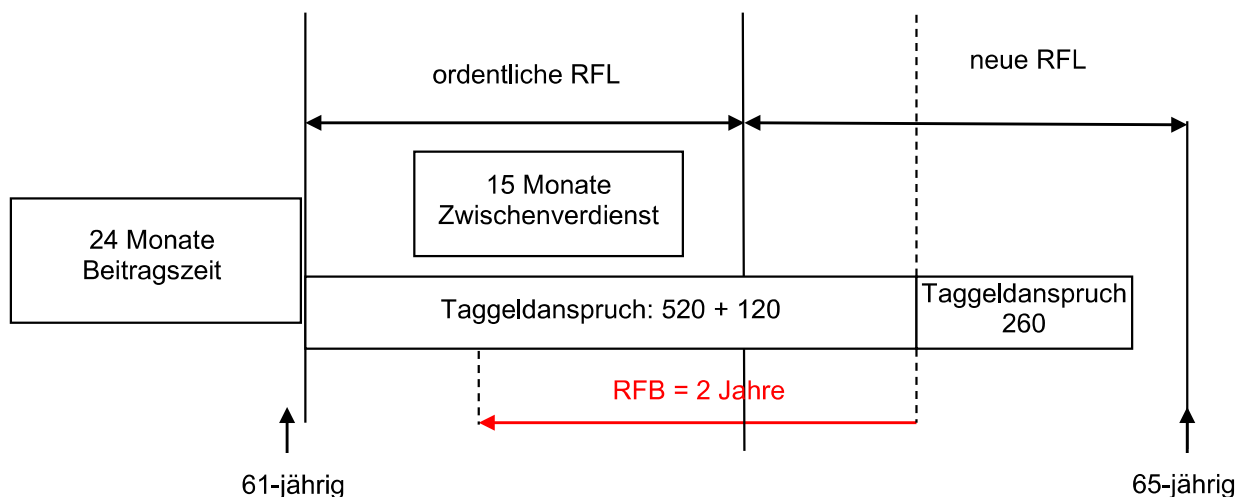 ordentliche RFL
neue RFL
15 Monate
Zwischenverdienst
24 Monate
Beitragszeit
Taggeldanspruch: 520 + 120
Taggeldanspruch
260
RFB = 2 Jahre
61-jährig
65-jährig